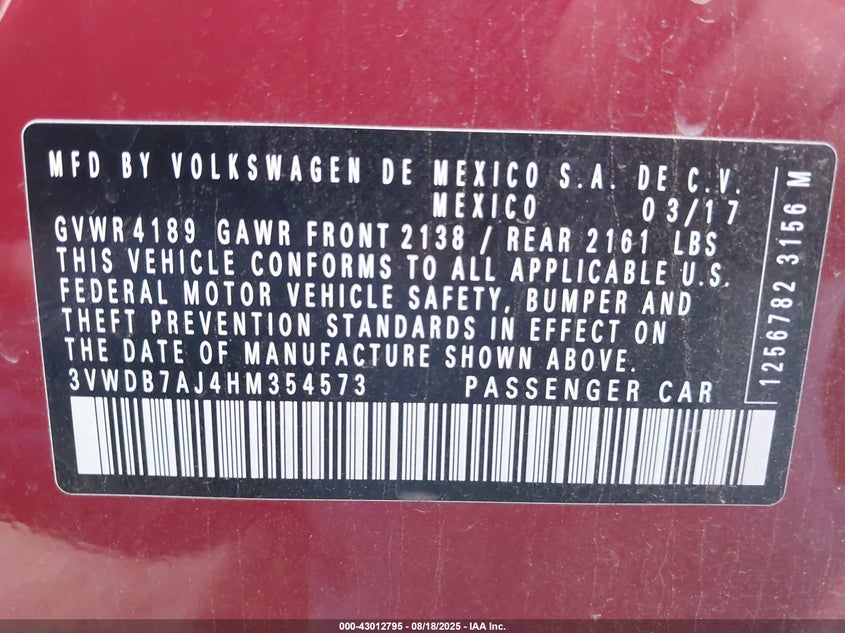 MFD BY VOLKSWAGEN DE MEXICO S.A. DE C.V.
MEXICO 03/17
GVWR 4189 GAWR FRONT 2138 / REAR 2161 LBS
THIS VEHICLE CONFORMS TO ALL APPLICABLE U.S.
FEDERAL MOTOR VEHICLE SAFETY, BUMPER AND
THEFT PREVENTION STANDARDS IN EFFECT ON
THE DATE OF MANUFACTURE SHOWN ABOVE.
3VWDB7AJ4HM354573 PASSENGER CAR
1256782 3156 M
000-43012795 - 08/18/2025 - IAA Inc.